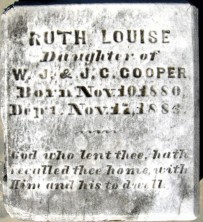 RUTH LOUISE
Daughter of
W. J. & J. C. COOPER
Born Nov. 10. 1880
Dep't. Nov. 17, 1883.
God who lent thee, hath
recalled thee home, with
Him and his to dwell.